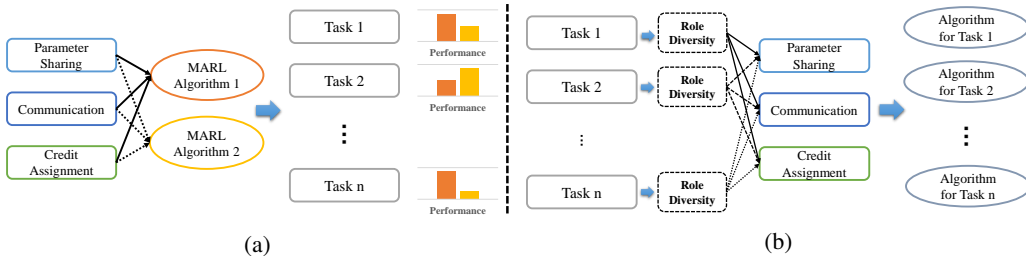 Parameter
Sharing
Communication
Credit
Assignment
MARL
Algorithm 1
MARL
Algorithm 2
Task 1
Performance
Task 2
Performance
⋮
Task n
Performance
(a)
Task 1
Role
Diversity
Task 2
Role
Diversity
⋮
Task n
Role
Diversity
Parameter
Sharing
Communication
Credit
Assignment
Algorithm
for Task 1
Algorithm
for Task 2
⋮
Algorithm
for Task n
(b)